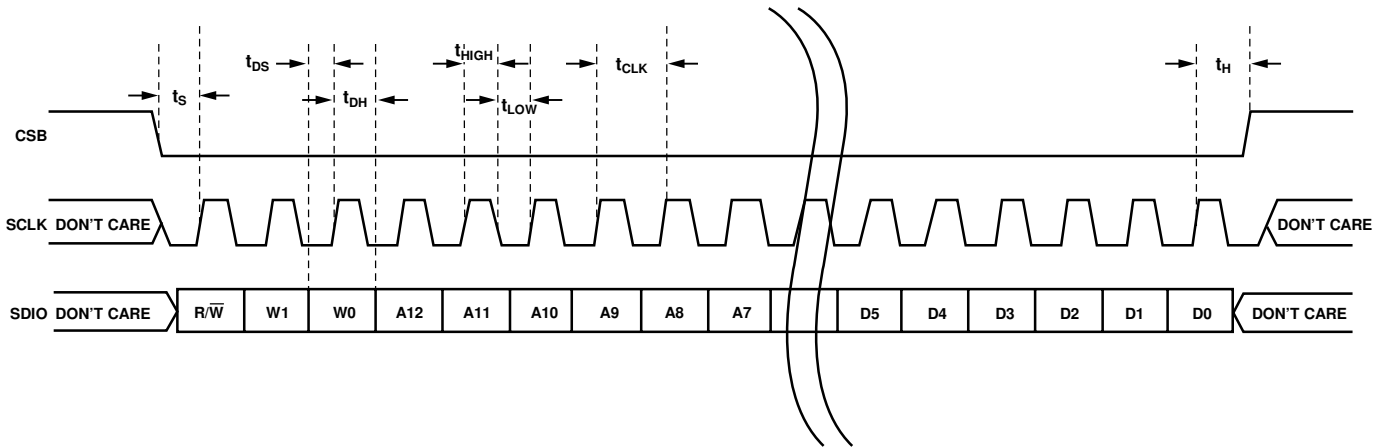 tHIGH
tDS tCLK tH
tS tDH tLOW
CSB
SCLK DON'T CARE DON'T CARE
SDIO DON'T CARE R/W̅ W1 W0 A12 A11 A10 A9 A8 A7 D5 D4 D3 D2 D1 D0 DON'T CARE